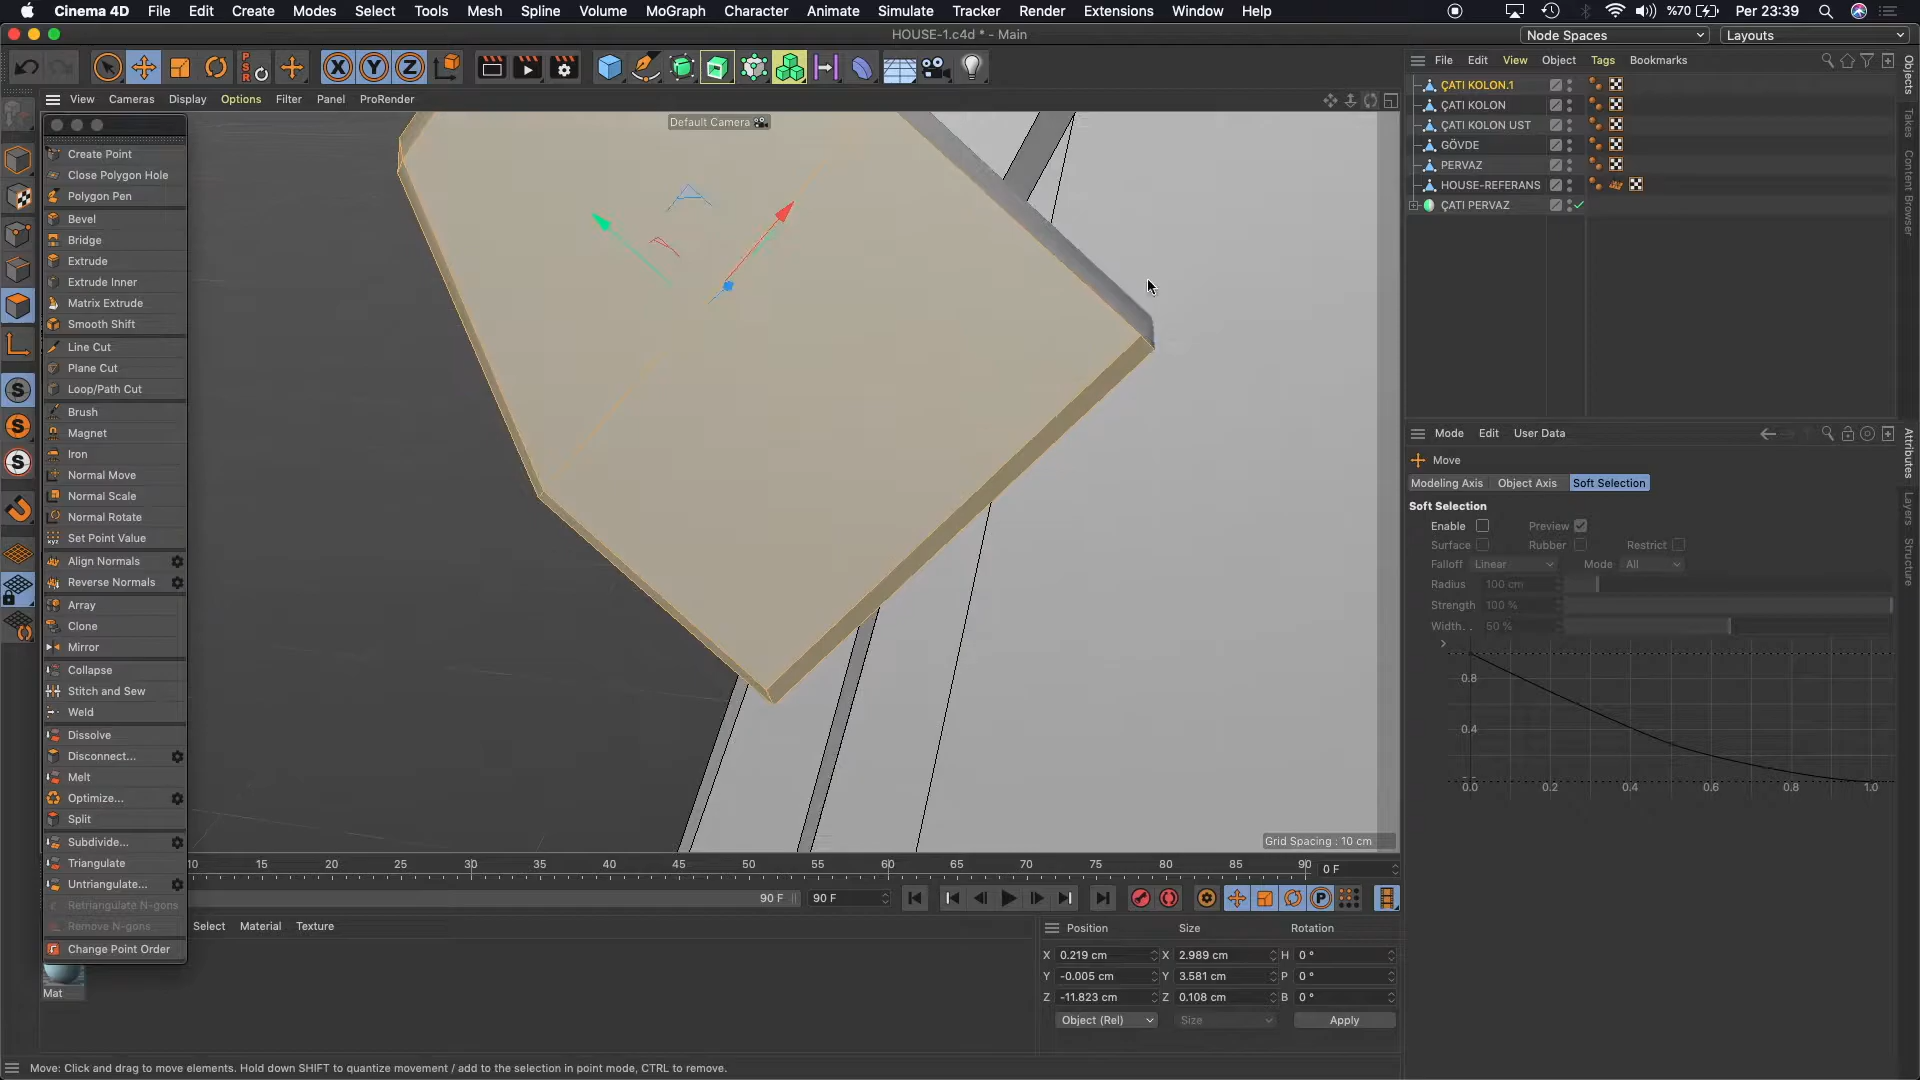 Cinema 4D File Edit Create Modes Select Tools Mesh Spline Volume MoGraph Character Animate Simulate Tracker Render Extensions Window Help %70 Per 23:39
HOUSE-1.c4d * - Main
Node Spaces Layouts
View Cameras Display Options Filter Panel ProRender
Default Camera
Create Point
Close Polygon Hole
Polygon Pen
Bevel
Bridge
Extrude
Extrude Inner
Matrix Extrude
Smooth Shift
Line Cut
Plane Cut
Loop/Path Cut
Brush
Magnet
Iron
Normal Move
Normal Scale
Normal Rotate
Set Point Value
Align Normals
Reverse Normals
Array
Clone
Mirror
Collapse
Stitch and Sew
Weld
Dissolve
Disconnect...
Melt
Optimize...
Split
Subdivide...
Triangulate
Untriangulate...
Retriangulate N-gons
Remove N-gons
Change Point Order
Grid Spacing : 10 cm
10 15 20 25 30 35 40 45 50 55 60 65 70 75 80 85 90
0 F
90 F 90 F
Select Material Texture
Mat
Position Size Rotation
X 0.219 cm X 2.989 cm H 0 °
Y -0.005 cm Y 3.581 cm P 0 °
Z -11.823 cm Z 0.108 cm B 0 °
Object (Rel) Size Apply
Move: Click and drag to move elements. Hold down SHIFT to quantize movement / add to the selection in point mode, CTRL to remove.
File Edit View Object Tags Bookmarks
ÇATI KOLON.1
ÇATI KOLON
ÇATI KOLON UST
GÖVDE
PERVAZ
HOUSE-REFERANS
ÇATI PERVAZ
Objects
Takes
Content Browser
Mode Edit User Data
Move
Modeling Axis Object Axis Soft Selection
Soft Selection
Enable Preview
Surface Rubber Restrict
Falloff Linear Mode All
Radius 100 cm
Strength 100 %
Width. . 50 %
0.8
0.4
0.0 0.2 0.4 0.6 0.8 1.0
Attributes
Layers
Structure